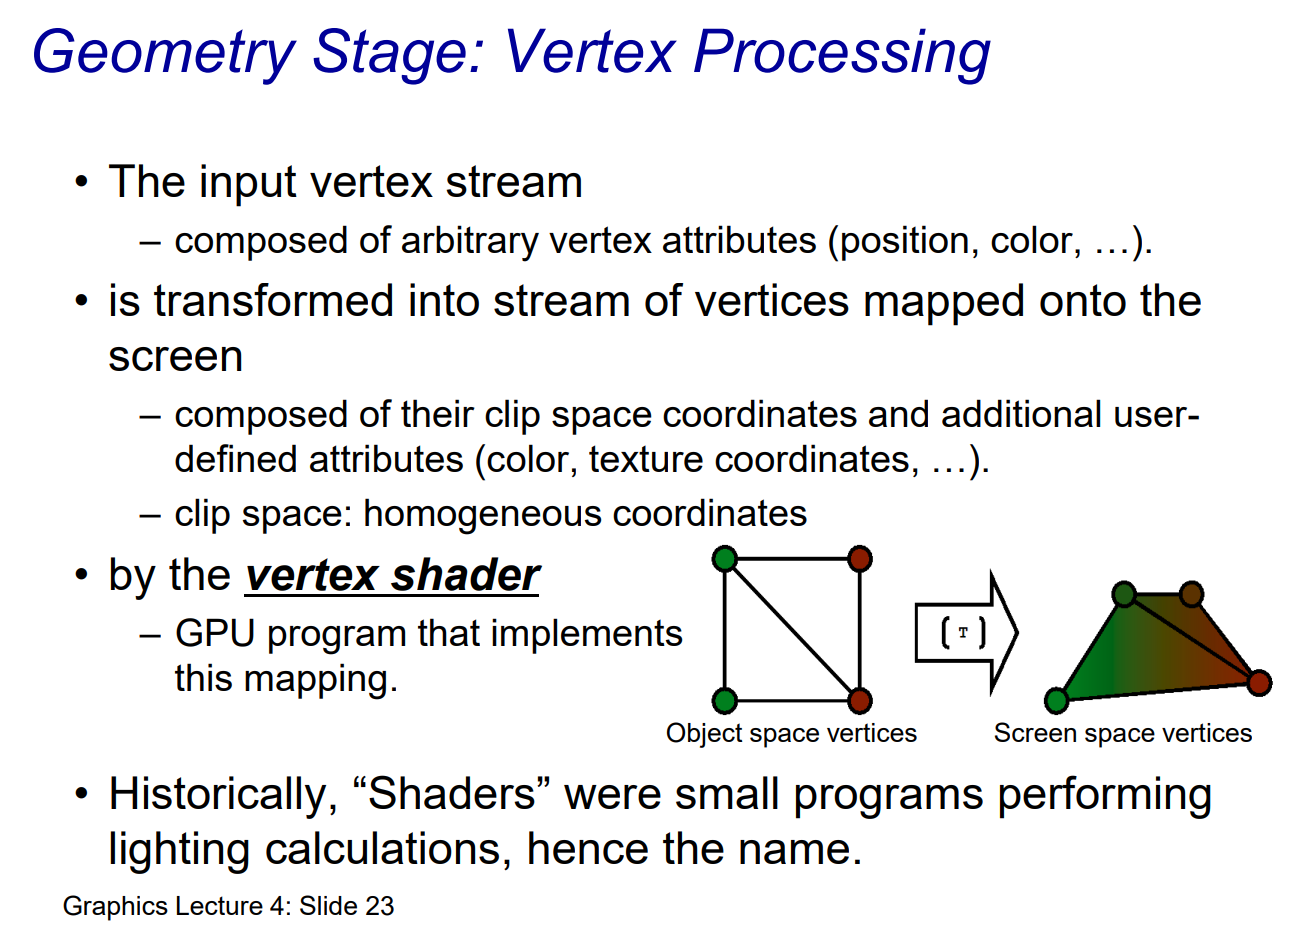 Geometry Stage: Vertex Processing
• The input vertex stream
– composed of arbitrary vertex attributes (position, color, …).
• is transformed into stream of vertices mapped onto the
screen
– composed of their clip space coordinates and additional user-
defined attributes (color, texture coordinates, …).
– clip space: homogeneous coordinates
• by the vertex shader
– GPU program that implements
this mapping.
( T )
Object space vertices
Screen space vertices
• Historically, “Shaders” were small programs performing
lighting calculations, hence the name.
Graphics Lecture 4: Slide 23